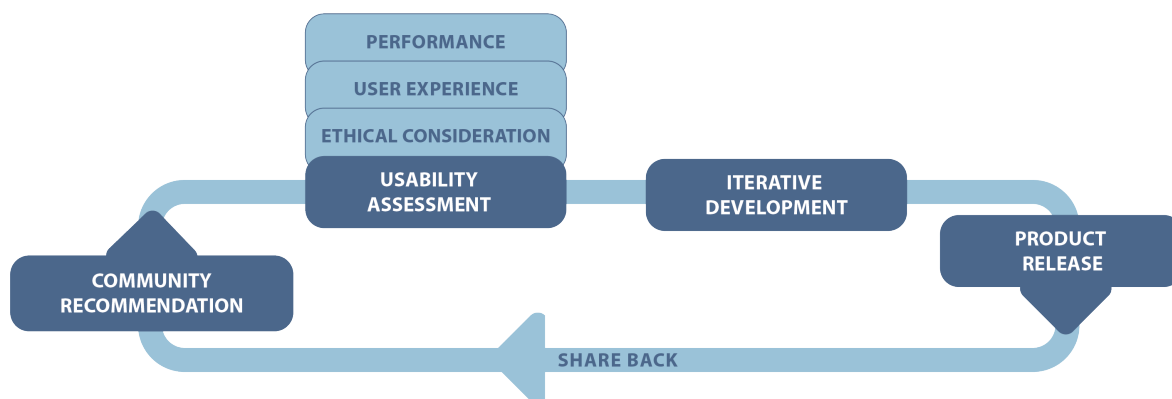 PERFORMANCE
USER EXPERIENCE
ETHICAL CONSIDERATION
USABILITY
ASSESSMENT
ITERATIVE
DEVELOPMENT
PRODUCT
RELEASE
COMMUNITY
RECOMMENDATION
SHARE BACK